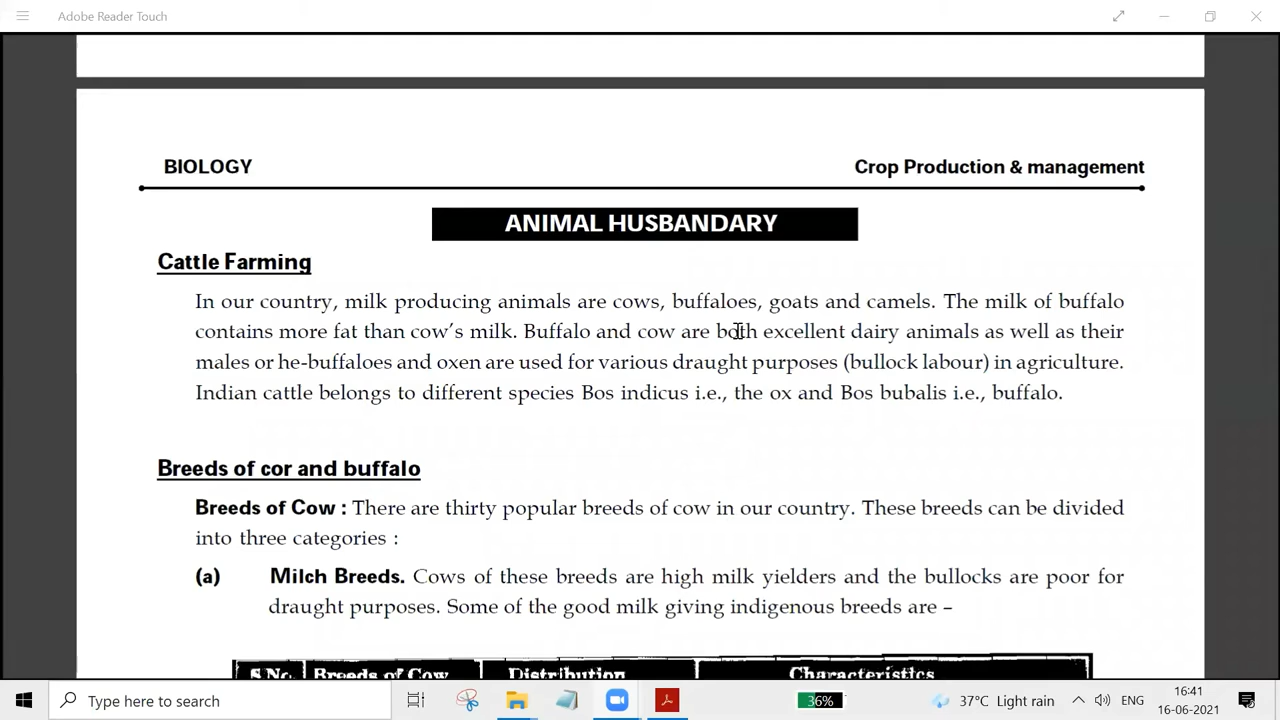 Adobe Reader Touch
BIOLOGY
Crop Production & management
ANIMAL HUSBANDARY
Cattle Farming
In our country, milk producing animals are cows, buffaloes, goats and camels. The milk of buffalo
contains more fat than cow's milk. Buffalo and cow are both excellent dairy animals as well as their
males or he-buffaloes and oxen are used for various draught purposes (bullock labour) in agriculture.
Indian cattle belongs to different species Bos indicus i.e., the ox and Bos bubalis i.e., buffalo.
Breeds of cor and buffalo
Breeds of Cow : There are thirty popular breeds of cow in our country. These breeds can be divided
into three categories :
(a) Milch Breeds. Cows of these breeds are high milk yielders and the bullocks are poor for
draught purposes. Some of the good milk giving indigenous breeds are –
S.No. Breeds of Cow Distribution Characteristics
Type here to search
36%
37°C Light rain
ENG
16:41
16-06-2021